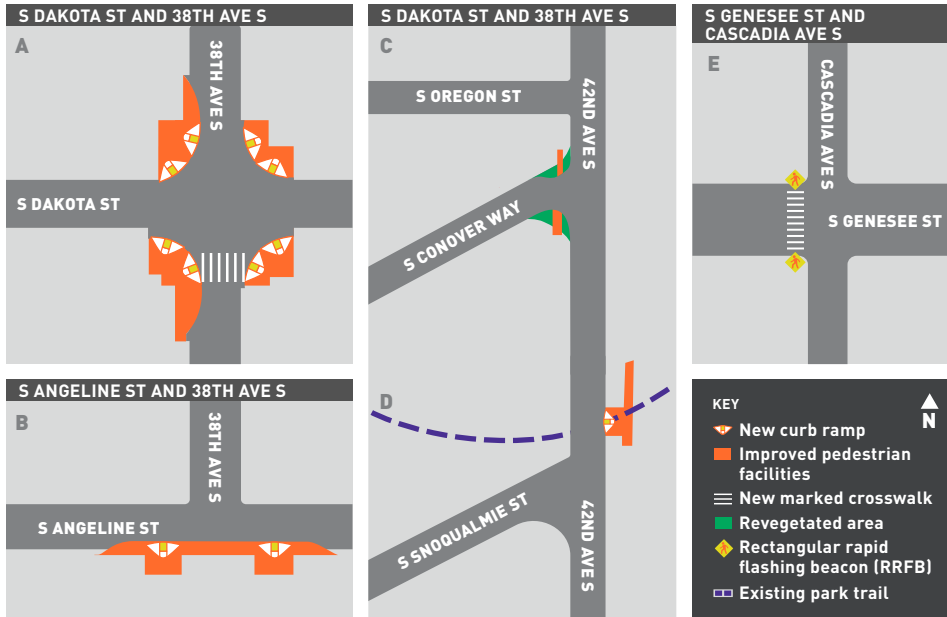 S DAKOTA ST AND 38TH AVE S
A
38TH AVE S
S DAKOTA ST
S ANGELINE ST AND 38TH AVE S
B
38TH AVE S
S ANGELINE ST
S DAKOTA ST AND 38TH AVE S
C
S OREGON ST
42ND AVE S
S CONOVER WAY
D
S SNOQUALMIE ST
42ND AVE S
S GENESEE ST AND
CASCADIA AVE S
E
CASCADIA AVE S
S GENESEE ST
KEY
N
New curb ramp
Improved pedestrian
facilities
New marked crosswalk
Revegetated area
Rectangular rapid
flashing beacon (RRFB)
Existing park trail